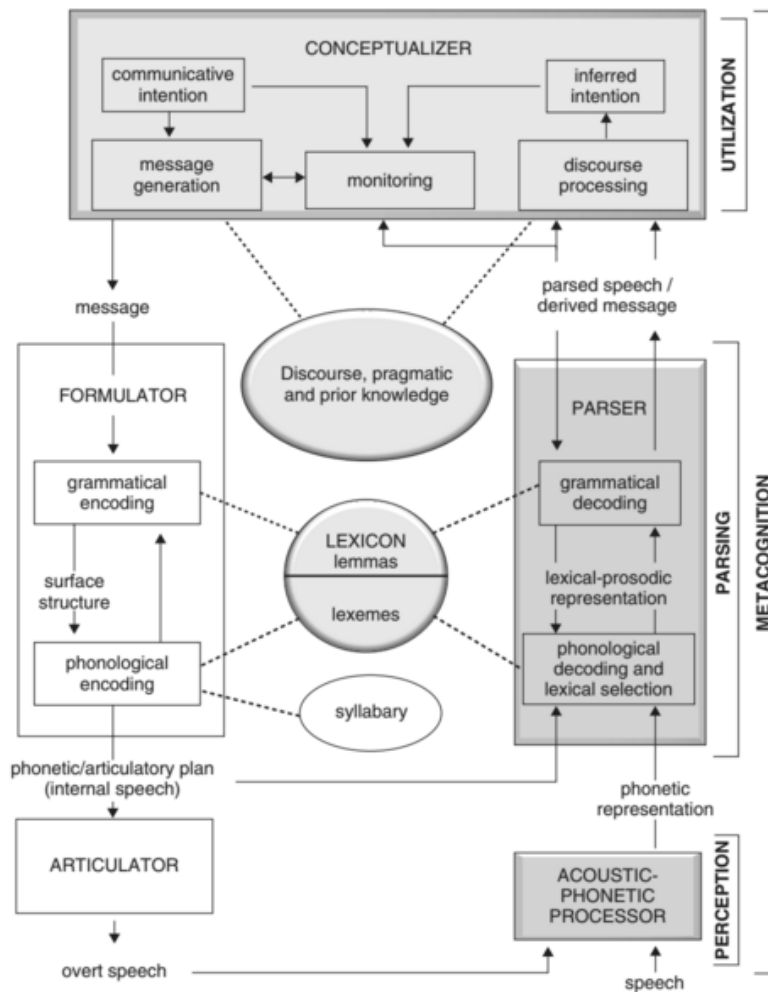 CONCEPTUALIZER
communicative
intention
inferred
intention
message
generation
monitoring
discourse
processing
UTILIZATION
message
parsed speech /
derived message
Discourse, pragmatic
and prior knowledge
FORMULATOR
PARSER
grammatical
encoding
grammatical
decoding
LEXICON
lemmas
lexemes
surface
structure
lexical-prosodic
representation
phonological
encoding
phonological
decoding and
lexical selection
syllabary
PARSING
METACOGNITION
phonetic/articulatory plan
(internal speech)
phonetic
representation
ARTICULATOR
ACOUSTIC-
PHONETIC
PROCESSOR
PERCEPTION
overt speech
speech